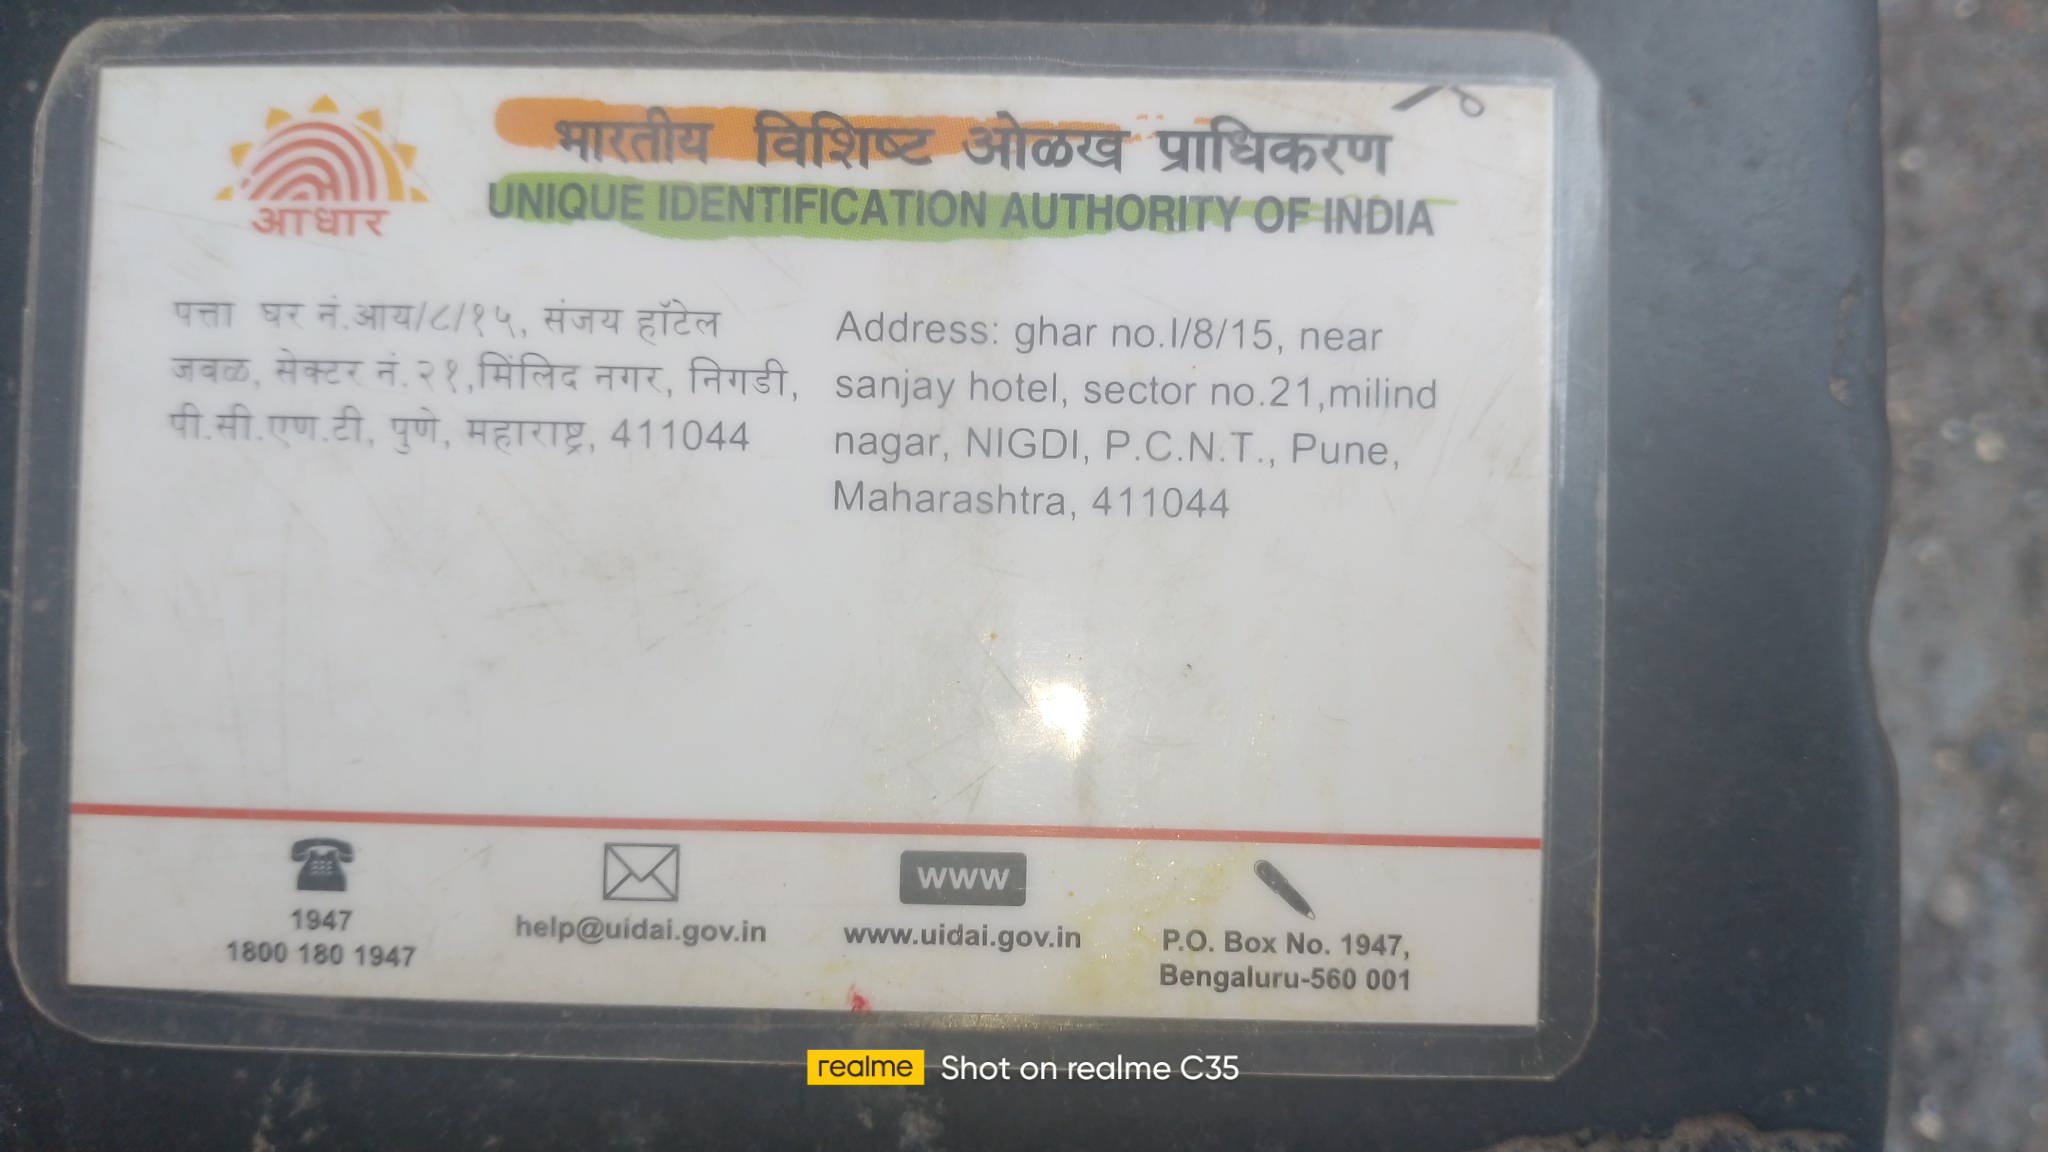 आधार
भारतीय विशिष्ट ओळख प्राधिकरण
UNIQUE IDENTIFICATION AUTHORITY OF INDIA
पत्ता घर नं.आय/८/१५, संजय हॉटेल
जवळ, सेक्टर नं.२१,मिंलिद नगर, निगडी,
पी.सी.एण.टी, पुणे, महाराष्ट्र, 411044
Address: ghar no.I/8/15, near
sanjay hotel, sector no.21,milind
nagar, NIGDI, P.C.N.T., Pune,
Maharashtra, 411044
1947
1800 180 1947
help@uidai.gov.in
www
www.uidai.gov.in
P.O. Box No. 1947,
Bengaluru-560 001
realme Shot on realme C35